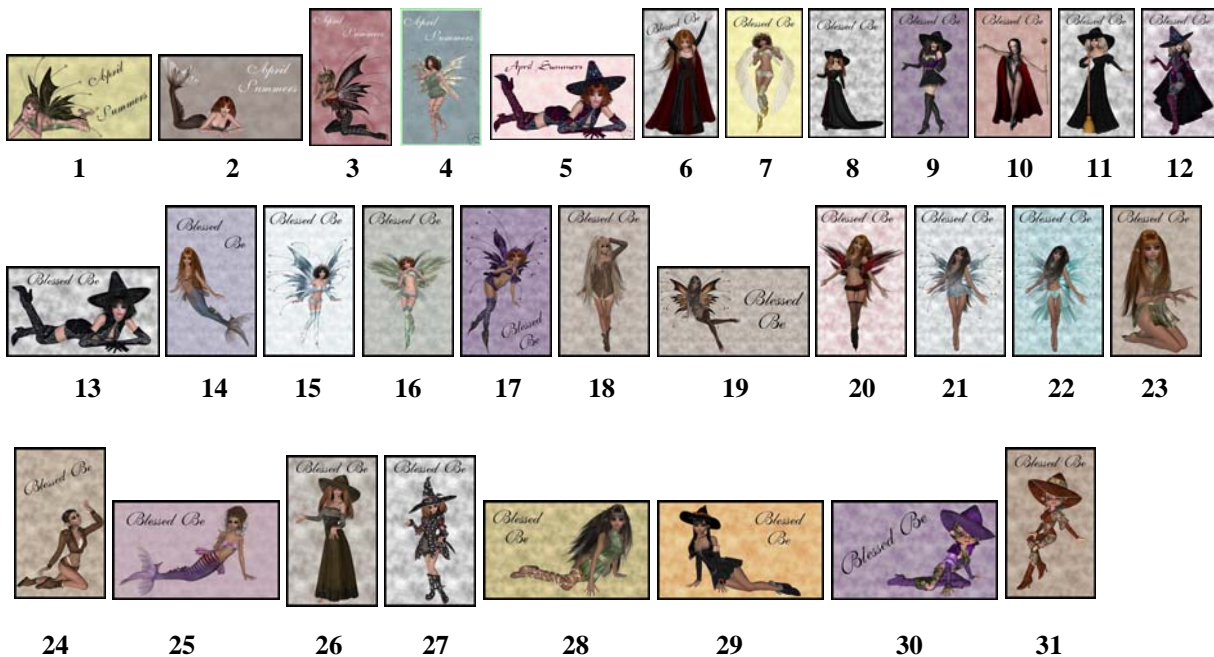 April
Summers
April
Summers
April
Summers
April
Summers
April Summers
Blessed Be
Blessed Be
Blessed Be
Blessed Be
Blessed Be
Blessed Be
Blessed Be
1 2 3 4 5 6 7 8 9 10 11 12
Blessed Be
Blessed
Be
Blessed Be
Blessed Be
Blessed
Be
Blessed Be
Blessed
Be
Blessed Be
Blessed Be
Blessed Be
Blessed Be
13 14 15 16 17 18 19 20 21 22 23
Blessed Be
Blessed Be
Blessed Be
Blessed Be
Blessed
Be
Blessed
Be
Blessed Be
Blessed Be
24 25 26 27 28 29 30 31